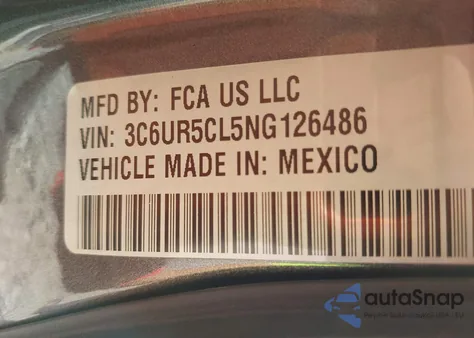 MFD BY: FCA US LLC
VIN: 3C6UR5CL5NG126486
VEHICLE MADE IN: MEXICO
autoSnap